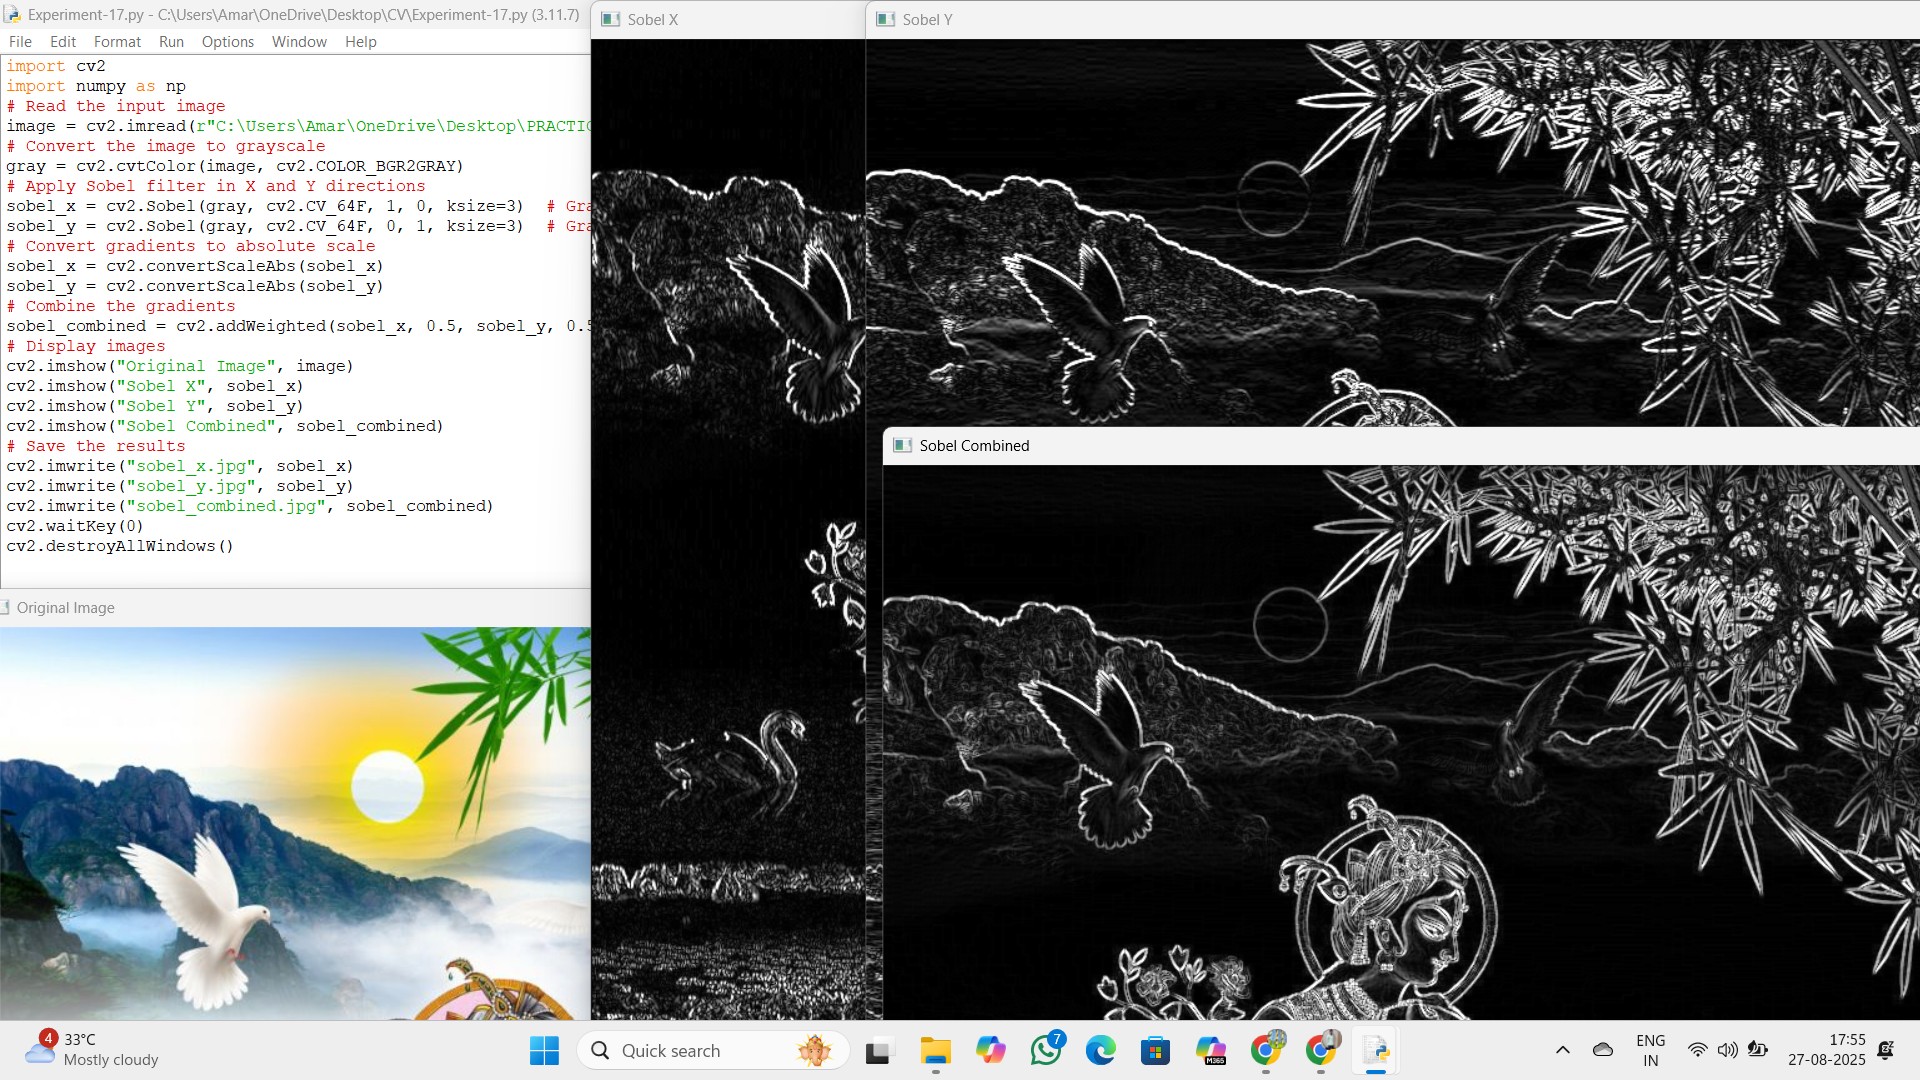 Experiment-17.py - C:\Users\Amar\OneDrive\Desktop\CV\Experiment-17.py (3.11.7)
File Edit Format Run Options Window Help
import cv2
import numpy as np
# Read the input image
image = cv2.imread(r"C:\Users\Amar\OneDrive\Desktop\PRACTIC
# Convert the image to grayscale
gray = cv2.cvtColor(image, cv2.COLOR_BGR2GRAY)
# Apply Sobel filter in X and Y directions
sobel_x = cv2.Sobel(gray, cv2.CV_64F, 1, 0, ksize=3)  # Gra
sobel_y = cv2.Sobel(gray, cv2.CV_64F, 0, 1, ksize=3)  # Gra
# Convert gradients to absolute scale
sobel_x = cv2.convertScaleAbs(sobel_x)
sobel_y = cv2.convertScaleAbs(sobel_y)
# Combine the gradients
sobel_combined = cv2.addWeighted(sobel_x, 0.5, sobel_y, 0.5
# Display images
cv2.imshow("Original Image", image)
cv2.imshow("Sobel X", sobel_x)
cv2.imshow("Sobel Y", sobel_y)
cv2.imshow("Sobel Combined", sobel_combined)
# Save the results
cv2.imwrite("sobel_x.jpg", sobel_x)
cv2.imwrite("sobel_y.jpg", sobel_y)
cv2.imwrite("sobel_combined.jpg", sobel_combined)
cv2.waitKey(0)
cv2.destroyAllWindows()
Original Image
Sobel X
Sobel Y
Sobel Combined
4
33°C
Mostly cloudy
Quick search
7
M365
ENG
IN
17:55
27-08-2025